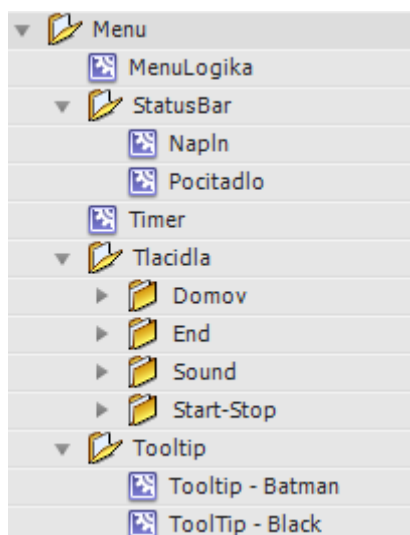 Menu
MenuLogika
StatusBar
Napln
Pocitadlo
Timer
Tlacidla
Domov
End
Sound
Start-Stop
Tooltip
Tooltip - Batman
ToolTip - Black